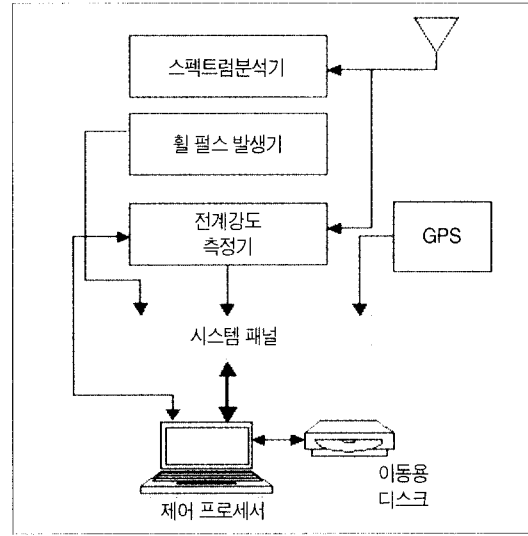 스펙트럼분석기
휠 펄스 발생기
전계강도
측정기
GPS
시스템 패널
이동용
디스크
제어 프로세서